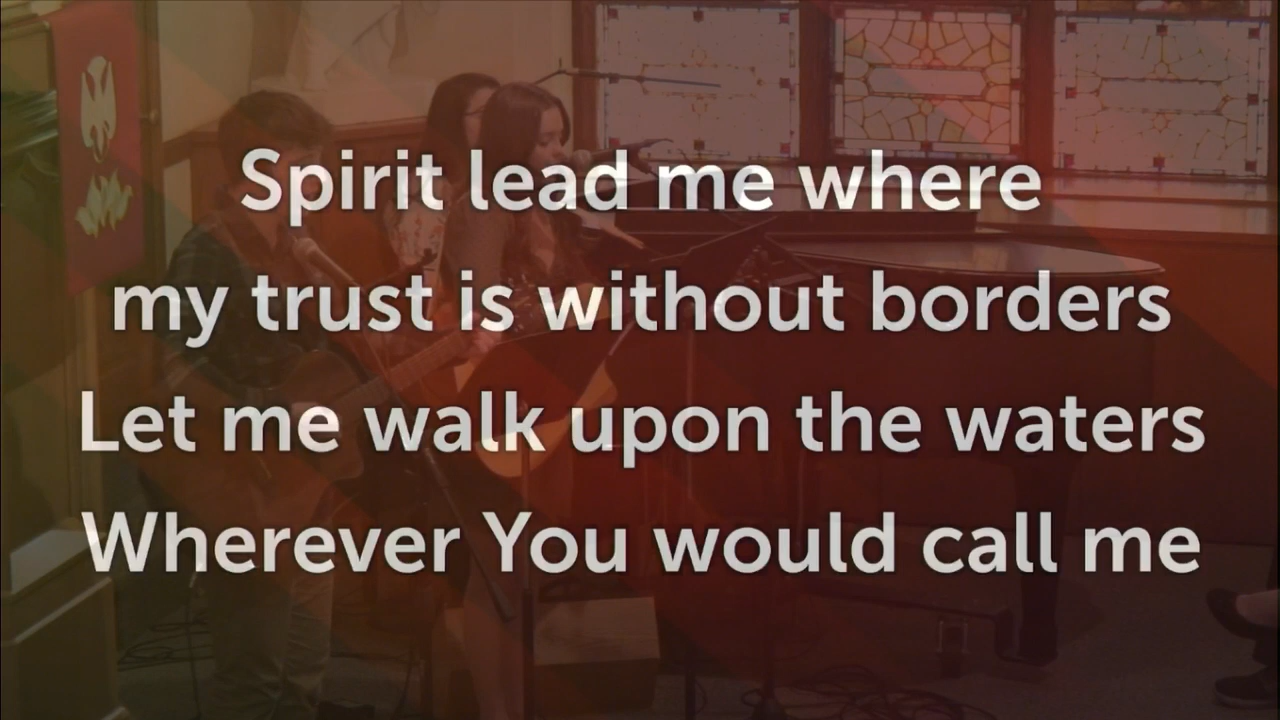 Spirit lead me where
my trust is without borders
Let me walk upon the waters
Wherever You would call me